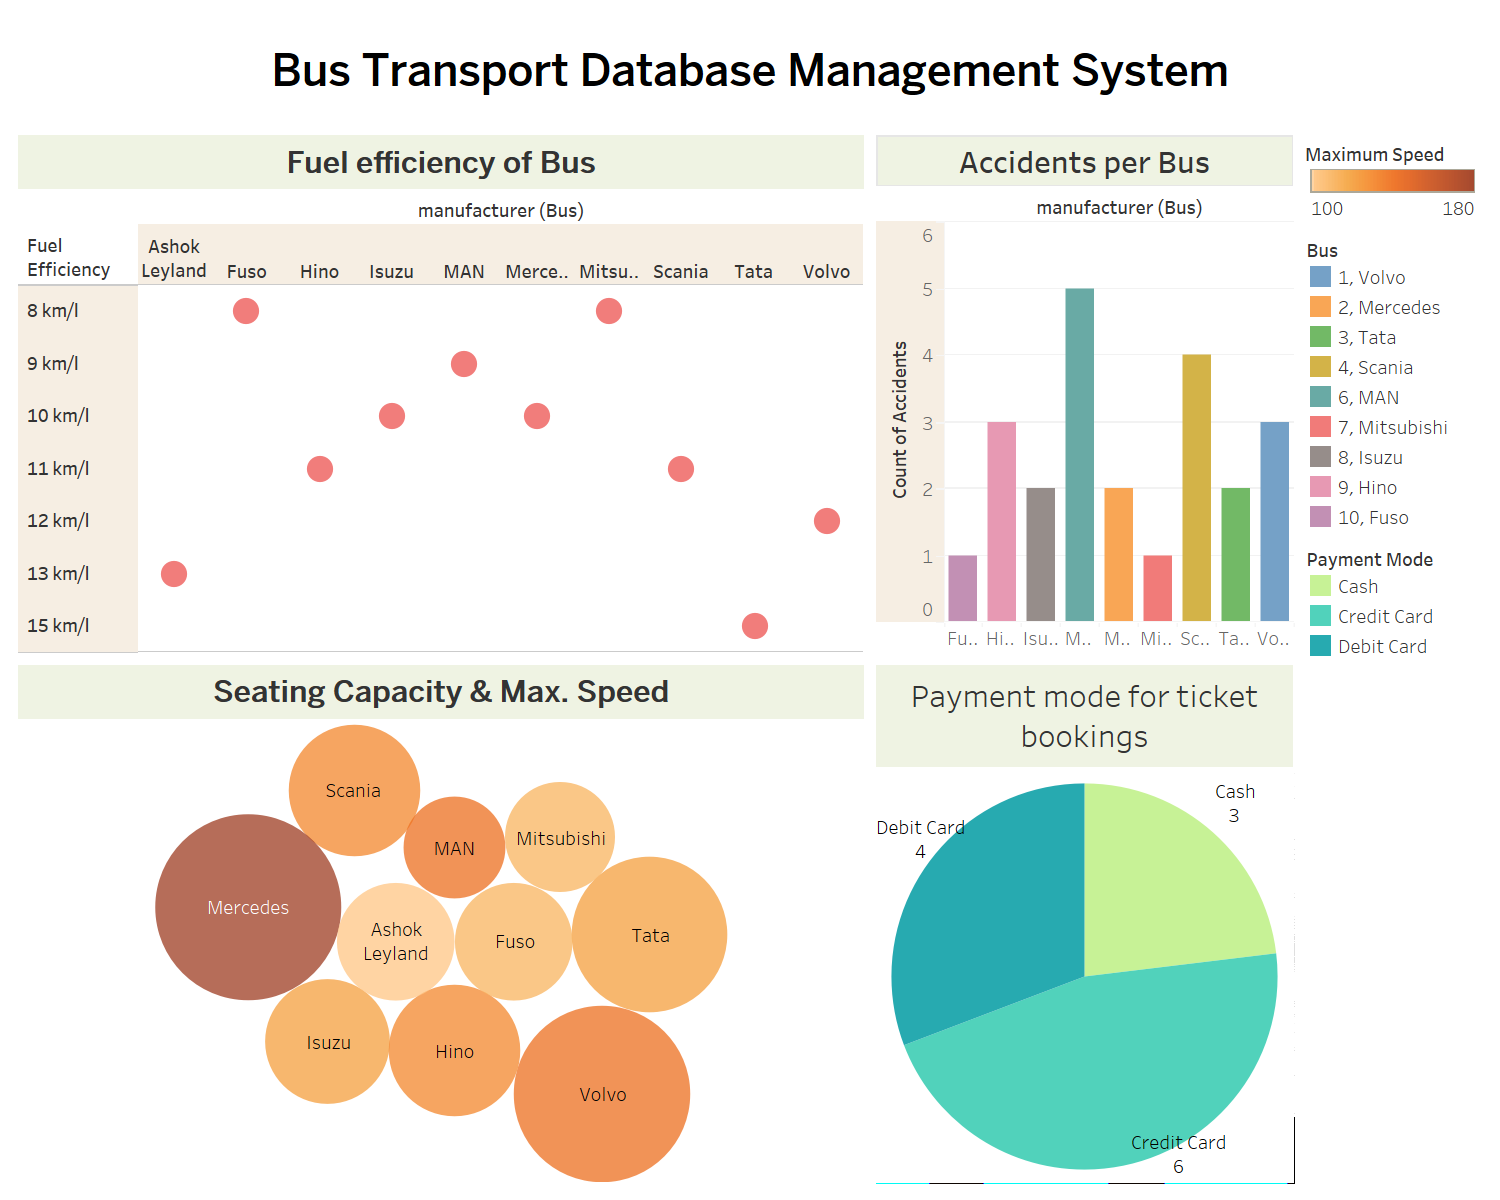 Bus Transport Database Management System
Fuel efficiency of Bus
manufacturer (Bus)
Fuel
Efficiency
Ashok
Leyland
Fuso
Hino
Isuzu
MAN
Merce..
Mitsu..
Scania
Tata
Volvo
8 km/l
9 km/l
10 km/l
11 km/l
12 km/l
13 km/l
15 km/l
Accidents per Bus
manufacturer (Bus)
Count of Accidents
6
5
4
3
2
1
0
Fu..
Hi..
Isu..
M..
M..
Mi..
Sc..
Ta..
Vo..
Maximum Speed
100
180
Bus
1, Volvo
2, Mercedes
3, Tata
4, Scania
6, MAN
7, Mitsubishi
8, Isuzu
9, Hino
10, Fuso
Payment Mode
Cash
Credit Card
Debit Card
Seating Capacity & Max. Speed
Scania
MAN
Mitsubishi
Mercedes
Ashok
Leyland
Fuso
Tata
Isuzu
Hino
Volvo
Payment mode for ticket
bookings
Cash
3
Debit Card
4
Credit Card
6